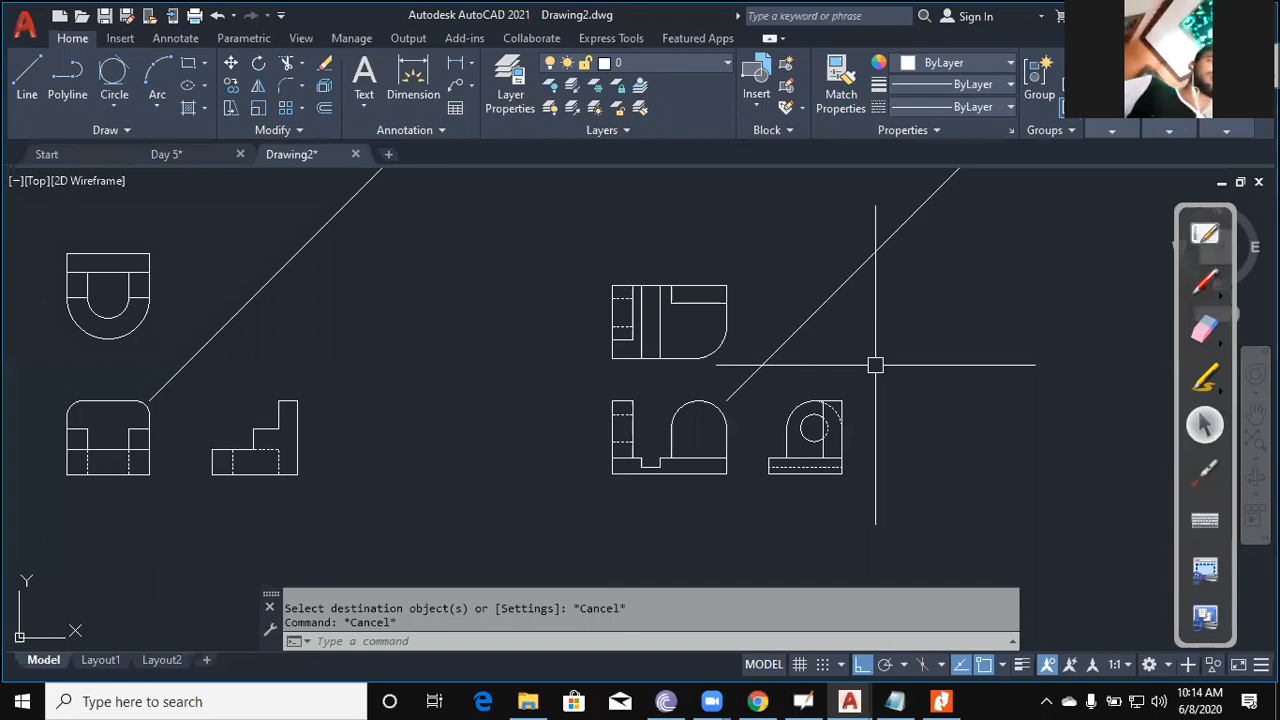 Autodesk AutoCAD 2021 Drawing2.dwg
Type a keyword or phrase
Sign In
Home Insert Annotate Parametric View Manage Output Add-ins Collaborate Express Tools Featured Apps
Line Polyline Circle Arc
Text Dimension
Layer Properties
0
Insert
Match Properties
ByLayer
ByLayer
ByLayer
Group
Draw Modify Annotation Layers Block Properties Groups
Start Day 5* Drawing2*
[−][Top][2D Wireframe]
W E
Y
X
Select destination object(s) or [Settings]: *Cancel*
Command: *Cancel*
Type a command
Model Layout1 Layout2
MODEL 1:1
Type here to search
10:14 AM
6/8/2020